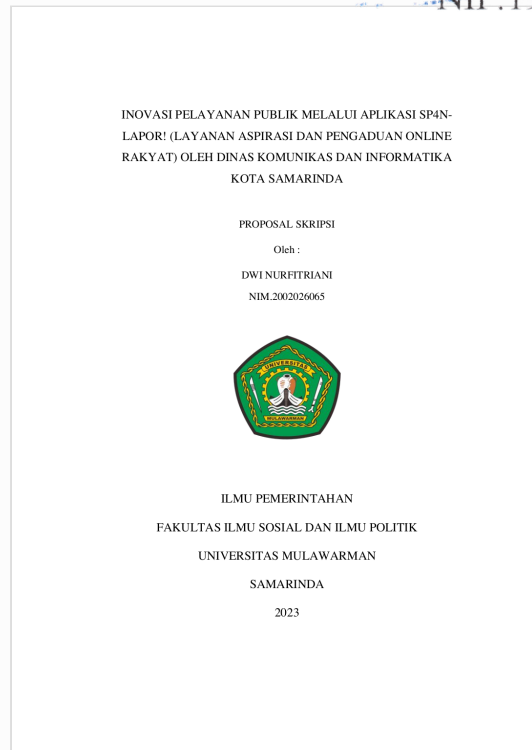 INOVASI PELAYANAN PUBLIK MELALUI APLIKASI SP4N-
LAPOR! (LAYANAN ASPIRASI DAN PENGADUAN ONLINE
RAKYAT) OLEH DINAS KOMUNIKAS DAN INFORMATIKA
KOTA SAMARINDA
PROPOSAL SKRIPSI
Oleh :
DWI NURFITRIANI
NIM.2002026065
UNIVERSITAS
MULAWARMAN
ILMU PEMERINTAHAN
FAKULTAS ILMU SOSIAL DAN ILMU POLITIK
UNIVERSITAS MULAWARMAN
SAMARINDA
2023